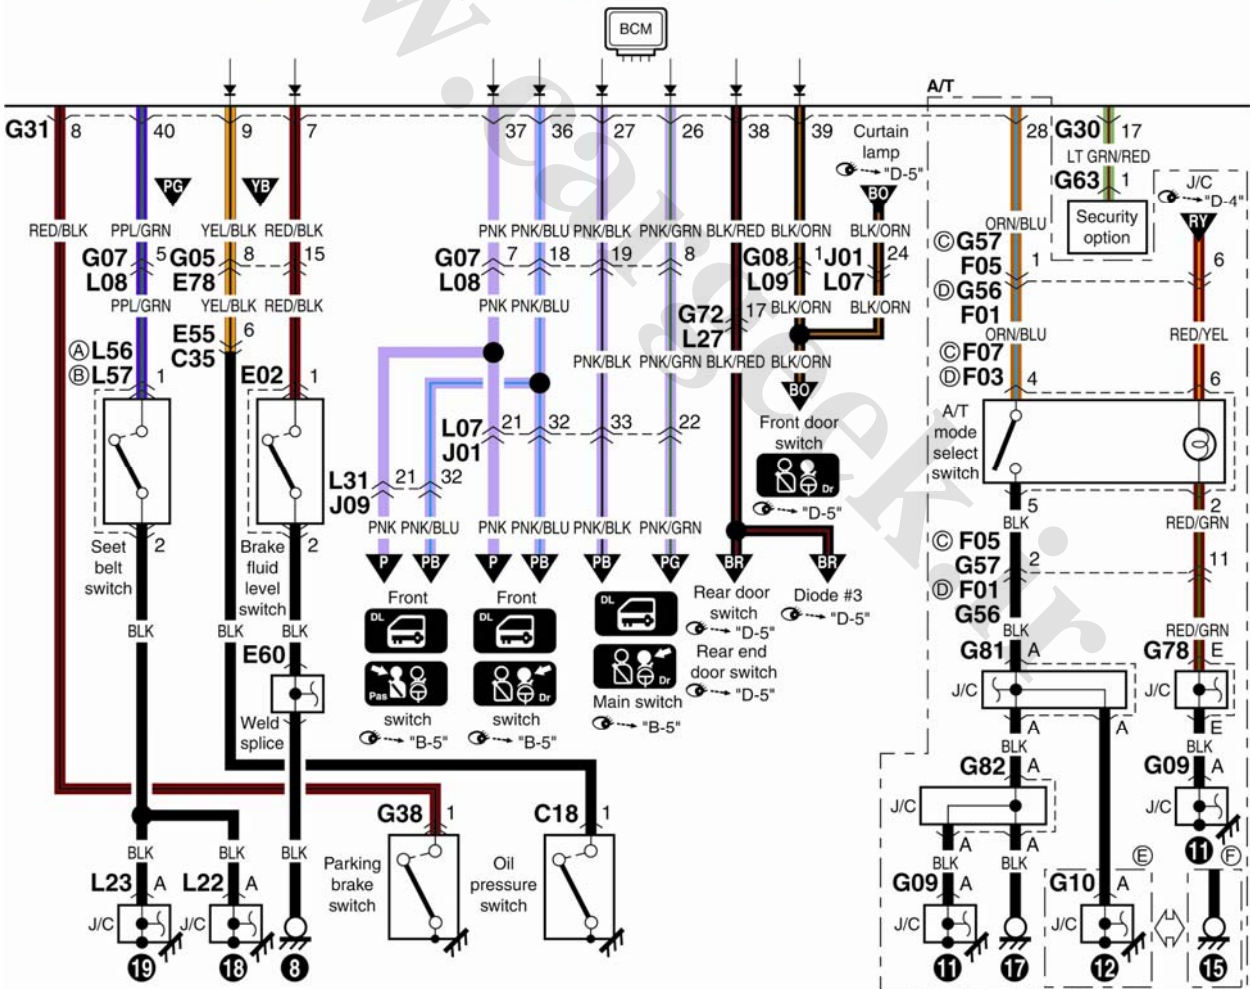 BCM
A/T
G31 8 40 9 7 37 36 27 26 38 39 28 G30 17
Curtain
lamp
"D-5"
BO
LT GRN/RED
G63 1
Security
option
J/C
"D-4"
RY
PG YB
RED/BLK PPL/GRN YEL/BLK RED/BLK PNK PNK/BLU PNK/BLK PNK/GRN BLK/RED BLK/ORN BLK/ORN ORN/BLU
G07 5 G05 8 15 G07 7 18 19 8 G08 1 J01 24 C G57 1 6
L08 E78 L08 L09 L07 F05
D G56
F01
PPL/GRN YEL/BLK RED/BLK PNK PNK/BLU BLK/ORN BLK/ORN
G72 17
L27
E55 6
C35
ORN/BLU RED/YEL
PNK/BLK PNK/GRN BLK/RED BLK/ORN
A L56
B L57 1
E02 1
C F07
D F03 4 6
BO
Front door
switch
Dr
"D-5"
A/T
mode
select
switch
L07 21 32 33 22
J01
L31 21 32
J09
5 2
BLK RED/GRN
PNK PNK/BLU PNK PNK/BLU PNK/BLK PNK/GRN
2 2
Seet
belt
switch
Brake
fluid
level
switch
P PB P PB PB PG BR BR
C F05
G57 2 11
D F01
G56
Front
DL
Pas
switch
"B-5"
Front
DL
Dr
switch
"B-5"
DL
Dr
Main switch
"B-5"
Rear door
switch
"D-5"
Rear end
door switch
"D-5"
Diode #3
"D-5"
BLK BLK BLK BLK RED/GRN
E60
Weld
splice
G81 A G78 E
J/C J/C
A A E
BLK BLK
G82 A G09 A
J/C J/C
11
G38 1 C18 1
Parking
brake
switch
Oil
pressure
switch
A A
BLK BLK BLK BLK BLK
E F
L23 A L22 A G09 A G10 A
J/C J/C J/C J/C
19 18 8 11 17 12 15
www.cargeek.ir